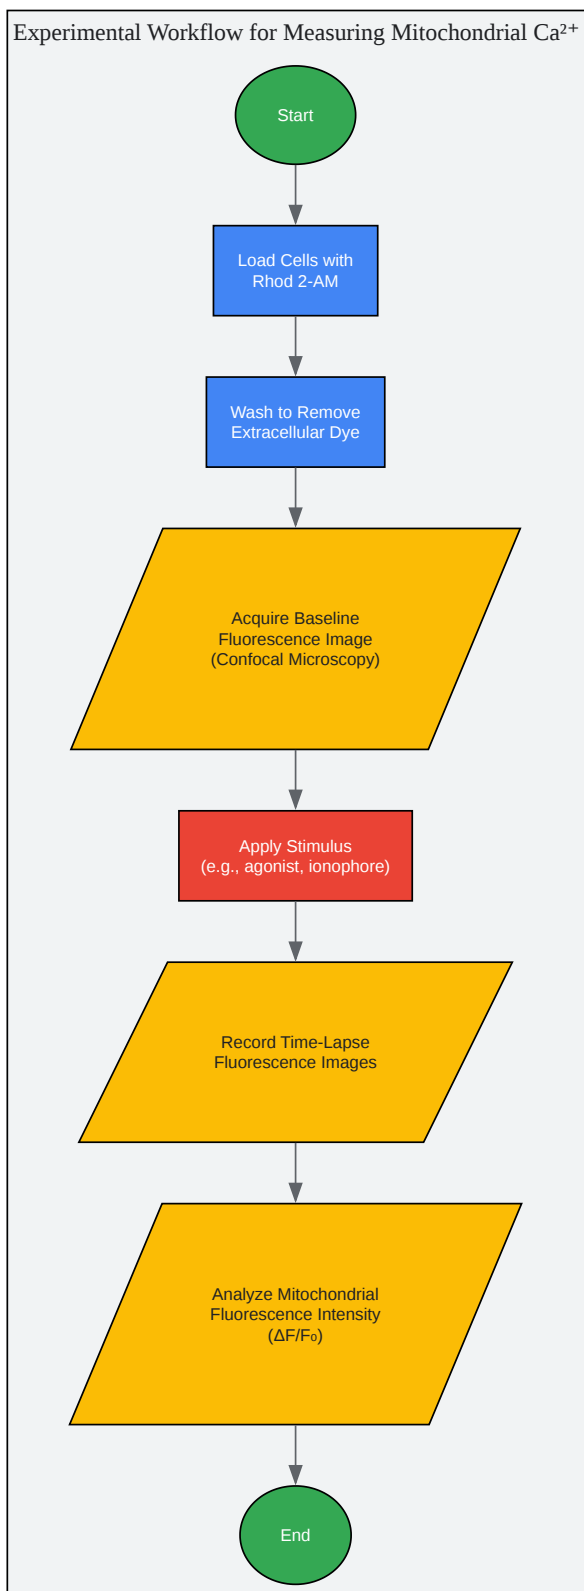 Experimental Workflow for Measuring Mitochondrial Ca²⁺
Start
Load Cells with
Rhod 2-AM
Wash to Remove
Extracellular Dye
Acquire Baseline
Fluorescence Image
(Confocal Microscopy)
Apply Stimulus
(e.g., agonist, ionophore)
Record Time-Lapse
Fluorescence Images
Analyze Mitochondrial
Fluorescence Intensity
(ΔF/F₀)
End